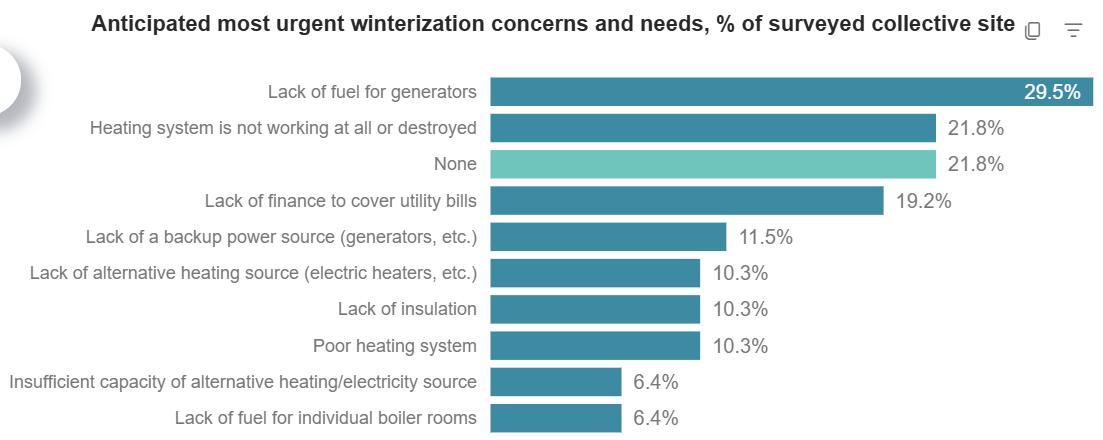 Anticipated most urgent winterization concerns and needs, % of surveyed collective site
Lack of fuel for generators 29.5%
Heating system is not working at all or destroyed 21.8%
None 21.8%
Lack of finance to cover utility bills 19.2%
Lack of a backup power source (generators, etc.) 11.5%
Lack of alternative heating source (electric heaters, etc.) 10.3%
Lack of insulation 10.3%
Poor heating system 10.3%
Insufficient capacity of alternative heating/electricity source 6.4%
Lack of fuel for individual boiler rooms 6.4%